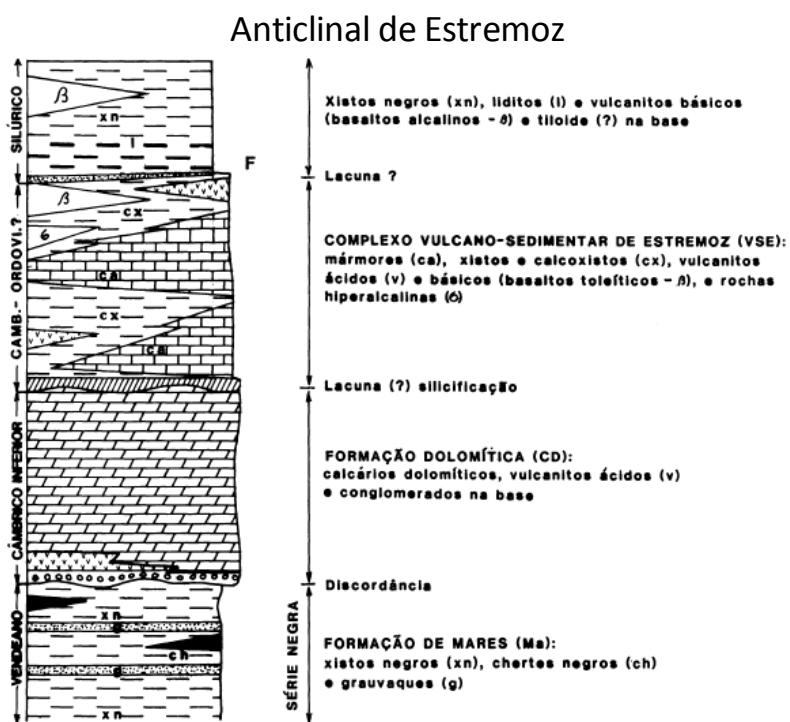 Anticlinal de Estremoz
SILÚRICO
β
xn
l
F
Xistos negros (xn), liditos (l) e vulcanitos básicos
(basaltos alcalinos - β) e tiloide (?) na base
Lacuna ?
CAMB.- ORDOVI.?
β
cx
6
ca
cx
ca
COMPLEXO VULCANO-SEDIMENTAR DE ESTREMOZ (VSE):
mármores (ca), xistos e calcoxistos (cx), vulcanitos
ácidos (v) e básicos (basaltos toleíticos - β), e rochas
hiperalcalinas (6)
Lacuna (?) silicificação
CÂMBRICO INFERIOR
FORMAÇÃO DOLOMÍTICA (CD):
calcários dolomíticos, vulcanitos ácidos (v)
e conglomerados na base
Discordância
VENDEANO
xn
g
ch
g
xn
SÉRIE NEGRA
FORMAÇÃO DE MARES (Ma):
xistos negros (xn), chertes negros (ch)
e grauvaques (g)